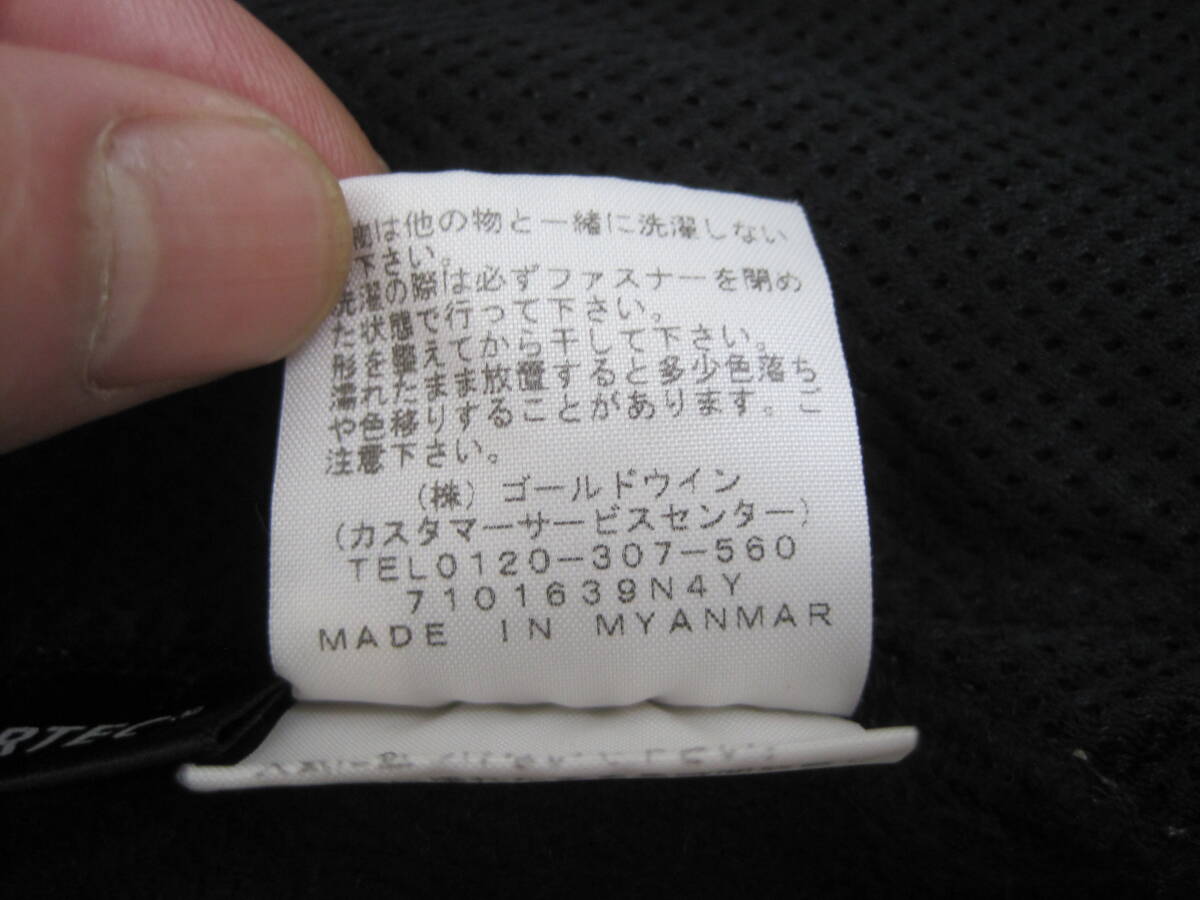 は他の物と一緒に洗濯しない
下さい。
洗濯の際は必ずファスナーを閉め
た状態で行って下さい。
形を整えてから干して下さい。
濡れたまま放置すると多少色落ち
や色移りすることがあります。ご
注意下さい。
(株) ゴールドウイン
(カスタマーサービスセンター)
TEL0120-307-560
7101639N4Y
MADE IN MYANMAR
RTEC